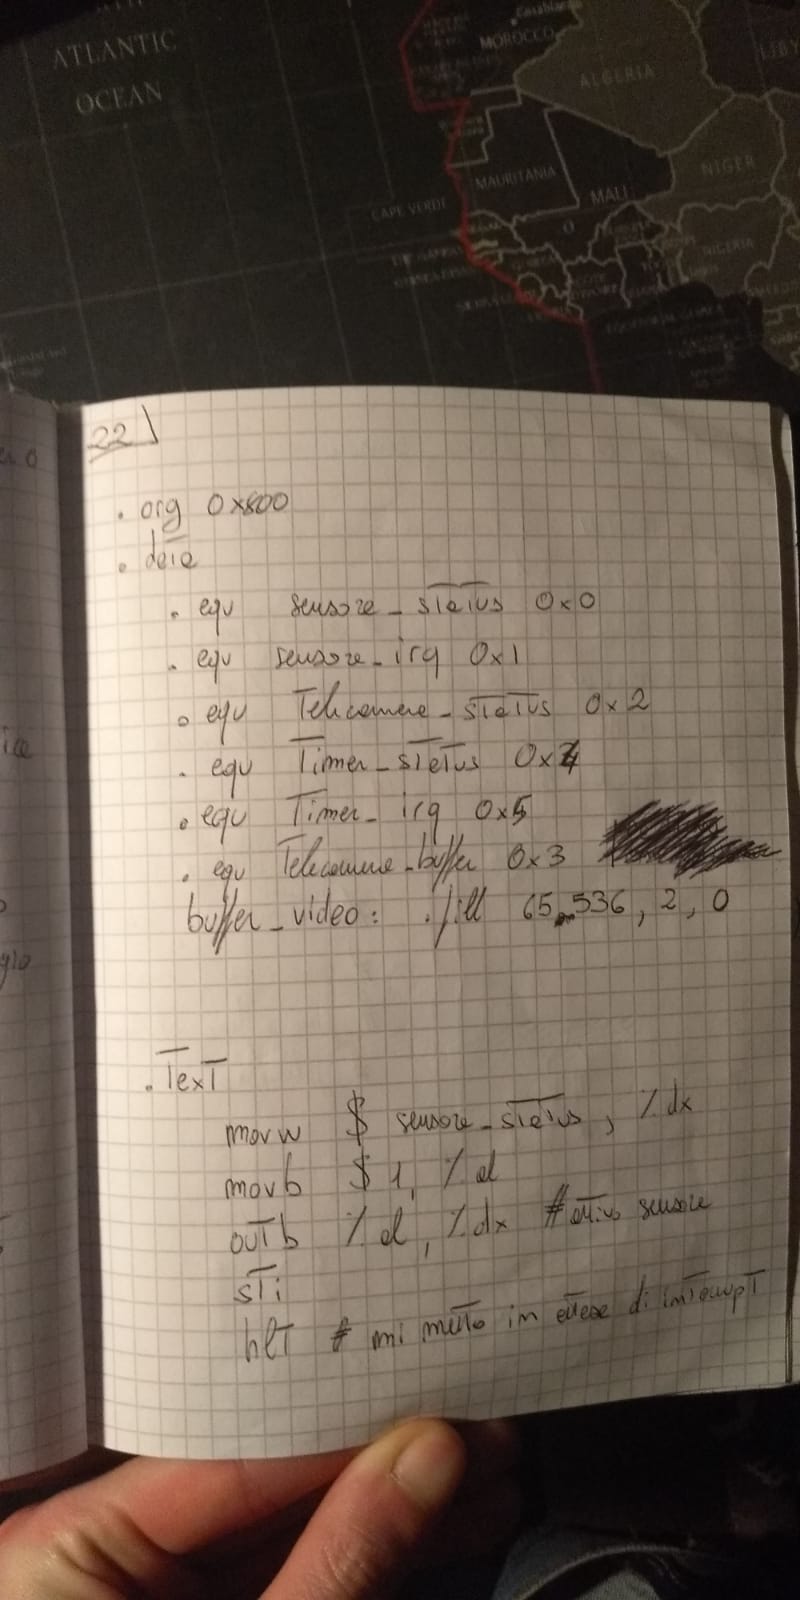 ATLANTIC
OCEAN
MOROCCO
ALGERIA
MAURITANIA
MALI
NIGER
CAPE VERDE
NIGERIA
22)
.org 0x800
.data
.equ sensore_status 0x0
.equ sensore_irq 0x1
.equ Telecamera_status 0x2
.equ Timer_status 0x4
.equ Timer_irq 0x5
.equ Telecamera_buffer 0x3
buffer_video: .fill 65536, 2, 0
.Text
movw $ sensore_status, %dx
movb $1, %al
outb %al, %dx # attivo sensore
sti
hlt # mi metto in attesa di interrupt